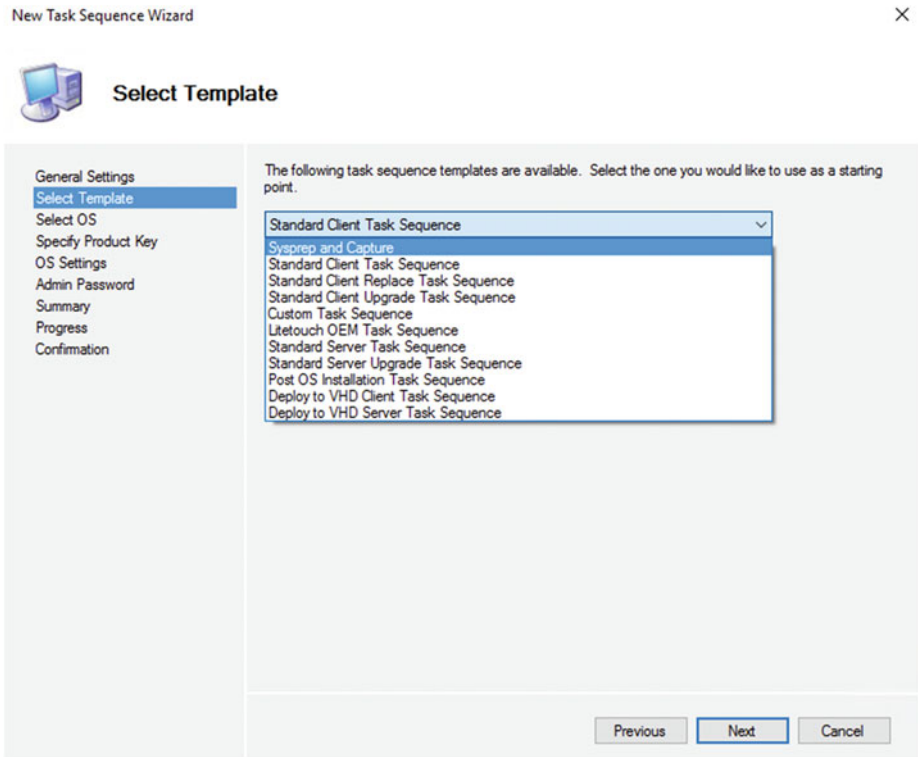 New Task Sequence Wizard
Select Template
General Settings
Select Template
Select OS
Specify Product Key
OS Settings
Admin Password
Summary
Progress
Confirmation
The following task sequence templates are available. Select the one you would like to use as a starting
point.
Standard Client Task Sequence
Sysprep and Capture
Standard Client Task Sequence
Standard Client Replace Task Sequence
Standard Client Upgrade Task Sequence
Custom Task Sequence
Litetouch OEM Task Sequence
Standard Server Task Sequence
Standard Server Upgrade Task Sequence
Post OS Installation Task Sequence
Deploy to VHD Client Task Sequence
Deploy to VHD Server Task Sequence
Previous Next Cancel